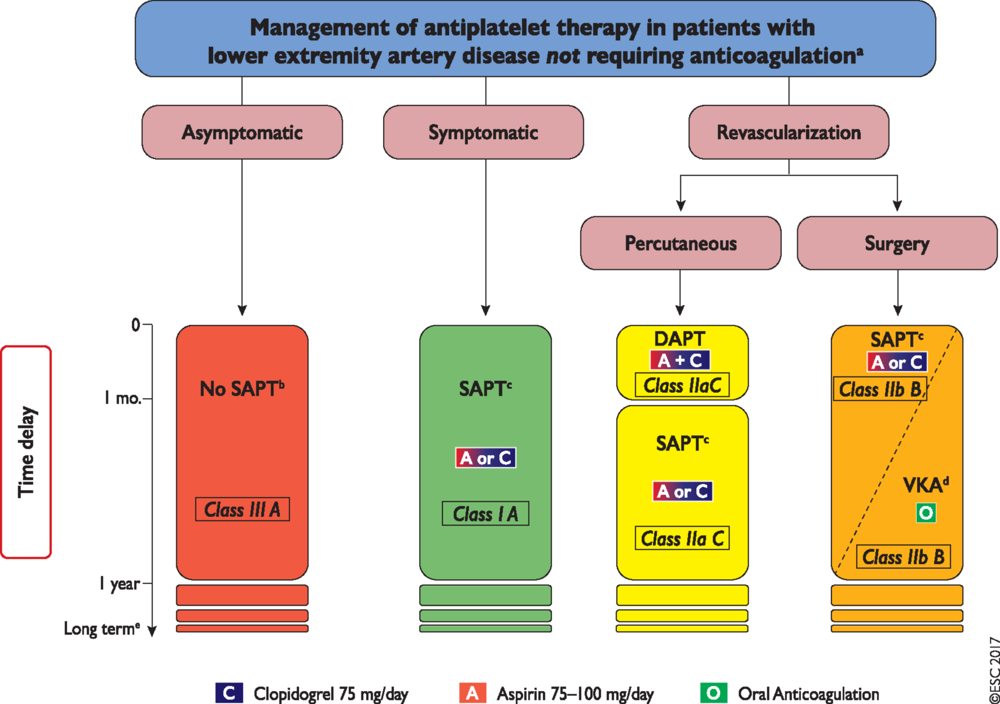 Management of antiplatelet therapy in patients with
lower extremity artery disease not requiring anticoagulationª
Asymptomatic
Symptomatic
Revascularization
Percutaneous
Surgery
Time delay
0
1 mo.
1 year
Long termᵉ
No SAPTᵇ
Class III A
SAPTᶜ
A or C
Class I A
DAPT
A + C
Class IIaC
SAPTᶜ
A or C
Class IIa C
SAPTᶜ
A or C
Class IIb B
VKAᵈ
O
Class IIb B
C Clopidogrel 75 mg/day
A Aspirin 75–100 mg/day
O Oral Anticoagulation
©ESC 2017